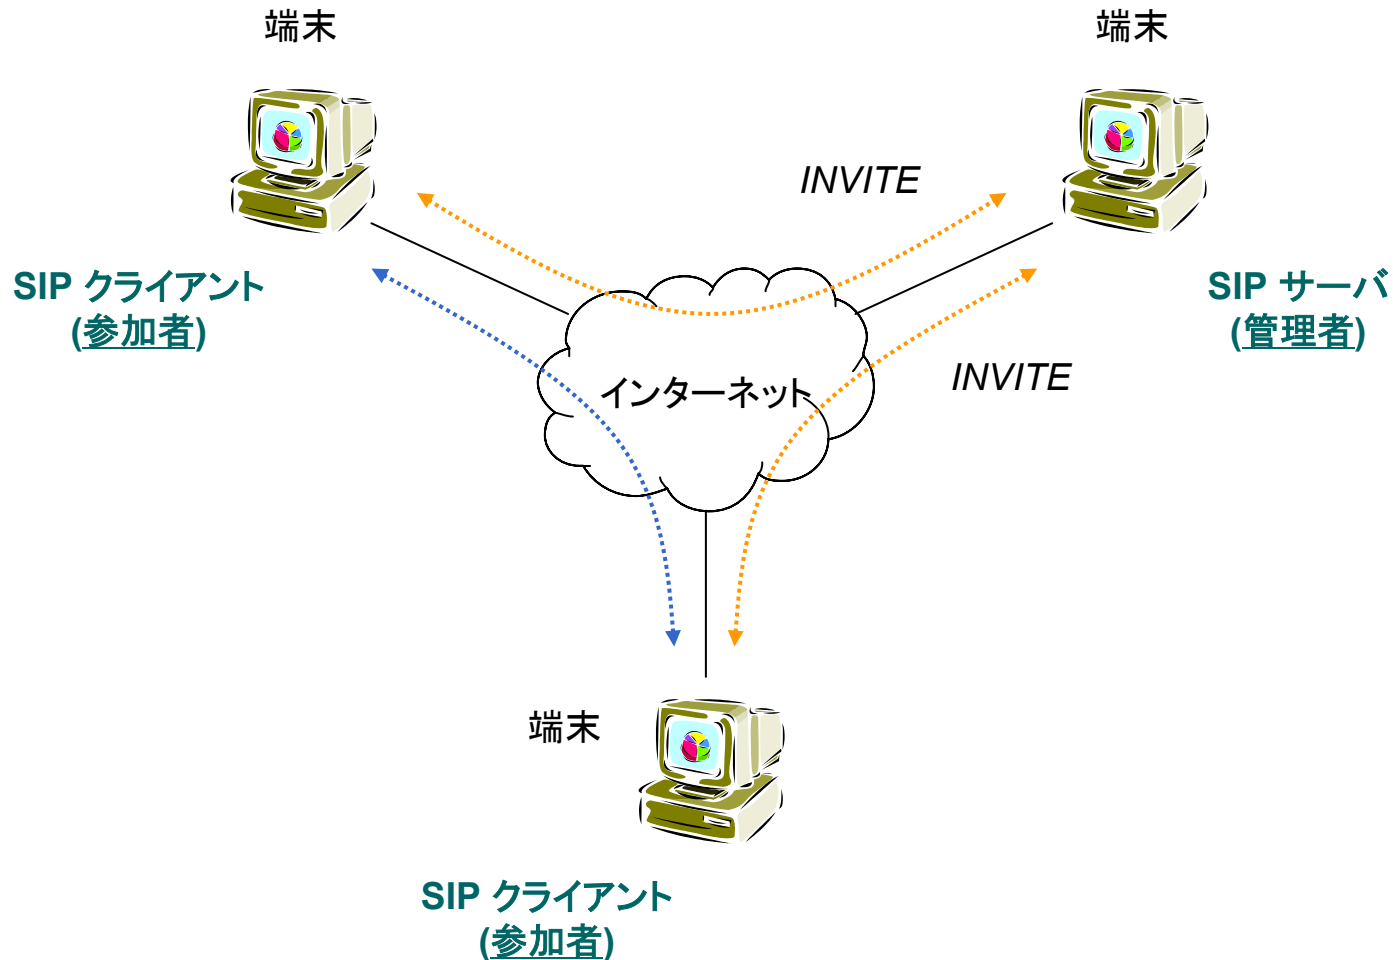 端末
端末
INVITE
SIP クライアント
(参加者)
SIP サーバ
(管理者)
インターネット
INVITE
端末
SIP クライアント
(参加者)